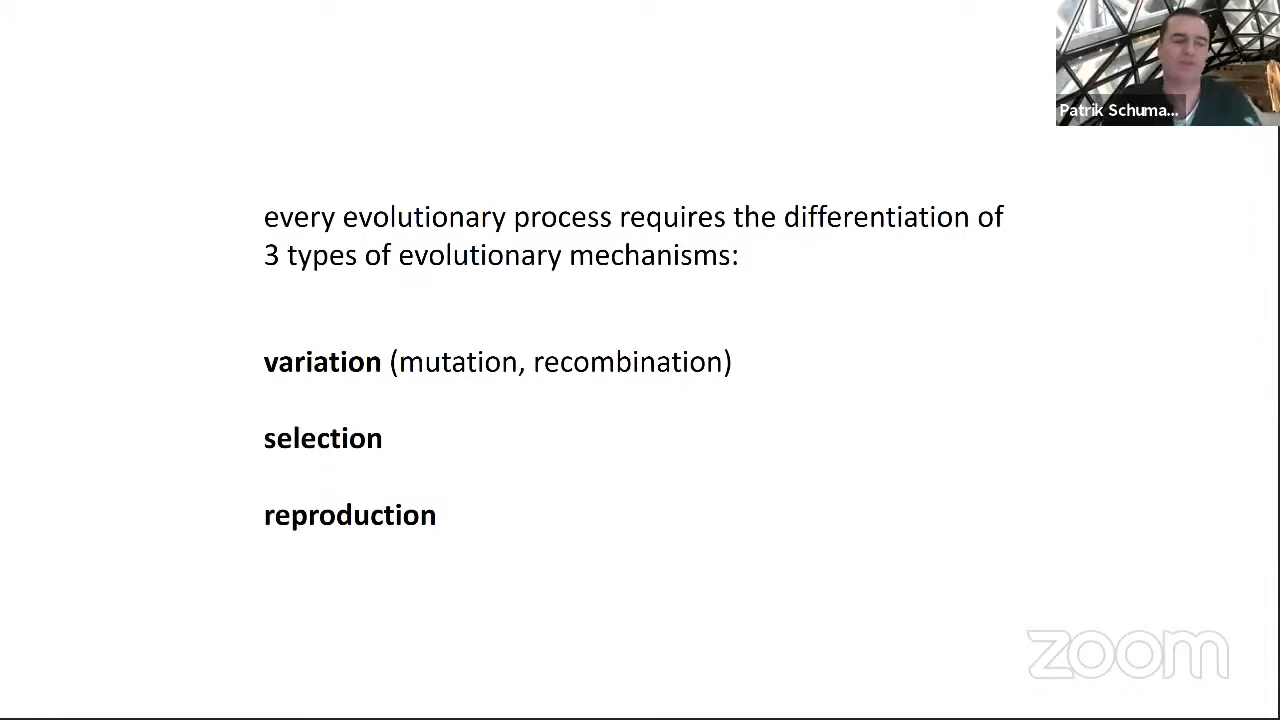 Patrik Schuma...
every evolutionary process requires the differentiation of
3 types of evolutionary mechanisms:
variation (mutation, recombination)
selection
reproduction
zoom